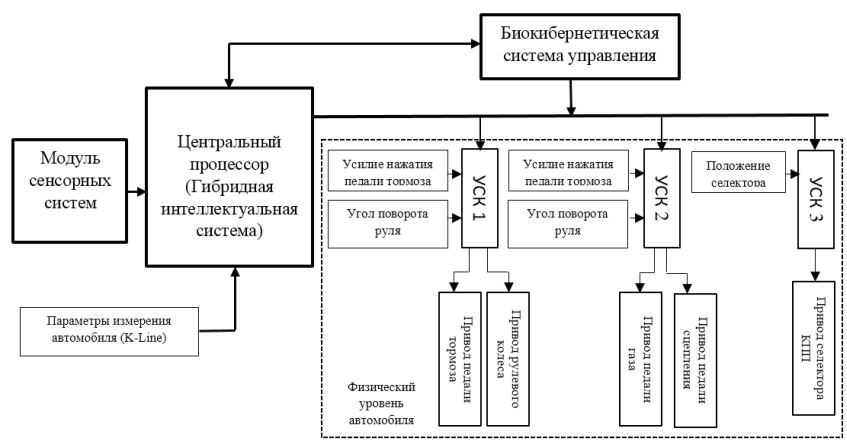 Биокибернетическая
система управления
Центральный
процессор
(Гибридная
интеллектуальная
система)
Модуль
сенсорных
систем
Параметры измерения
автомобиля (K-Line)
Усилие нажатия
педали тормоза
Угол поворота
руля
УСК 1
Усилие нажатия
педали тормоза
Угол поворота
руля
УСК 2
Положение
селектора
УСК 3
Привод педали
тормоза
Привод рулевого
колеса
Привод педали
газа
Привод педали
сцепления
Привод селектора
КПП
Физический
уровень
автомобиля